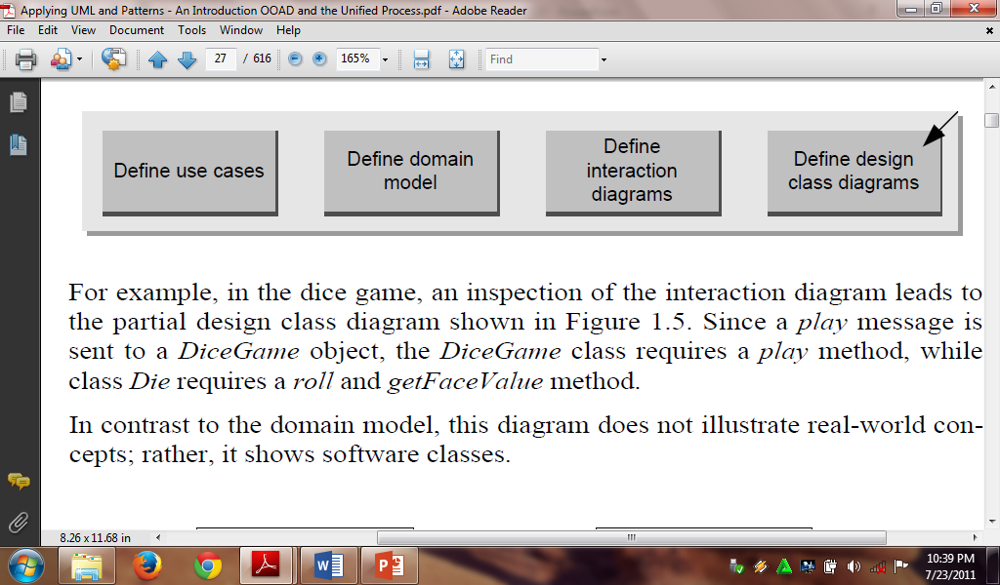 Applying UML and Patterns - An Introduction OOAD and the Unified Process.pdf - Adobe Reader
File Edit View Document Tools Window Help
27 / 616 165% Find
Define use cases
Define domain
model
Define
interaction
diagrams
Define design
class diagrams
For example, in the dice game, an inspection of the interaction diagram leads to
the partial design class diagram shown in Figure 1.5. Since a play message is
sent to a DiceGame object, the DiceGame class requires a play method, while
class Die requires a roll and getFaceValue method.
In contrast to the domain model, this diagram does not illustrate real-world con-
cepts; rather, it shows software classes.
8.26 x 11.68 in
10:39 PM
7/23/2011